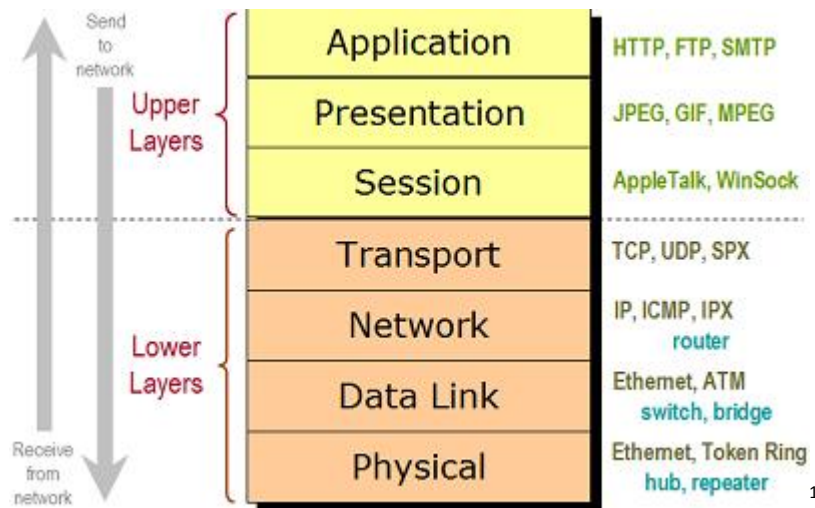 Send
to
network
Upper
Layers
Application
HTTP, FTP, SMTP
Presentation
JPEG, GIF, MPEG
Session
AppleTalk, WinSock
Lower
Layers
Transport
TCP, UDP, SPX
Network
IP, ICMP, IPX
router
Data Link
Ethernet, ATM
switch, bridge
Physical
Ethernet, Token Ring
hub, repeater
Receive
from
network
1